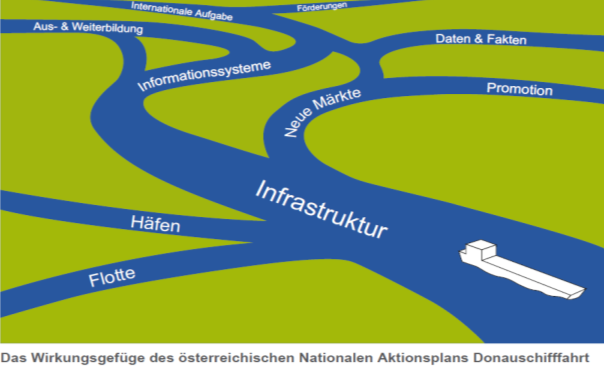 Internationale Aufgabe
Förderungen
Aus- & Weiterbildung
Daten & Fakten
Informationssysteme
Promotion
Neue Märkte
Infrastruktur
Häfen
Flotte
Das Wirkungsgefüge des österreichischen Nationalen Aktionsplans Donauschifffahrt